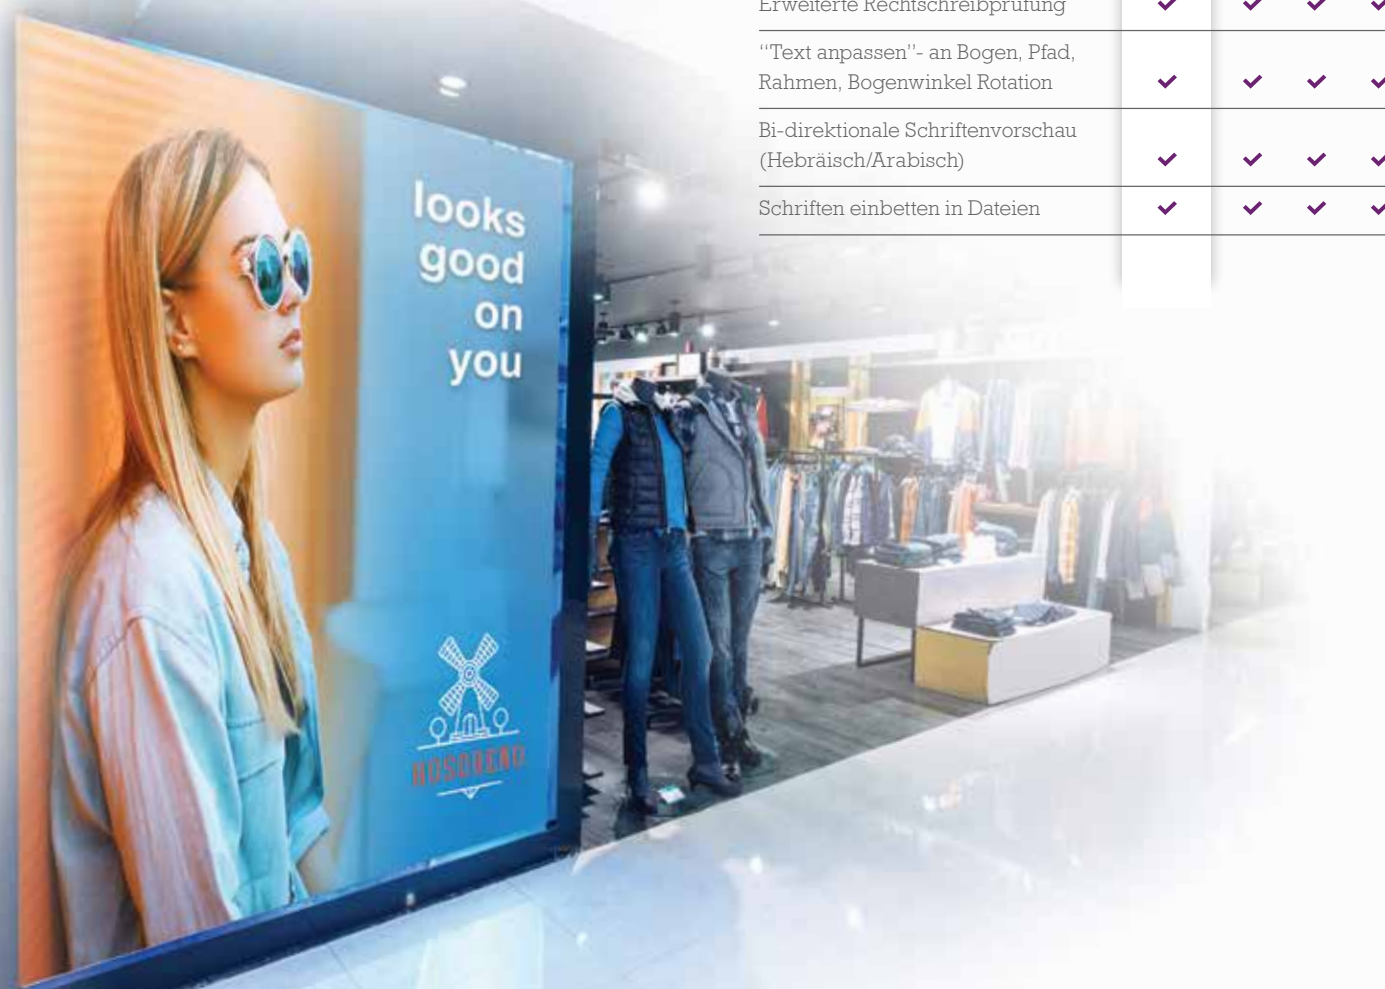 Erweiterte Rechtschreibprüfung
“Text anpassen”- an Bogen, Pfad,
Rahmen, Bogenwinkel Rotation
Bi-direktionale Schriftenvorschau
(Hebräisch/Arabisch)
Schriften einbetten in Dateien
looks
good
on
you